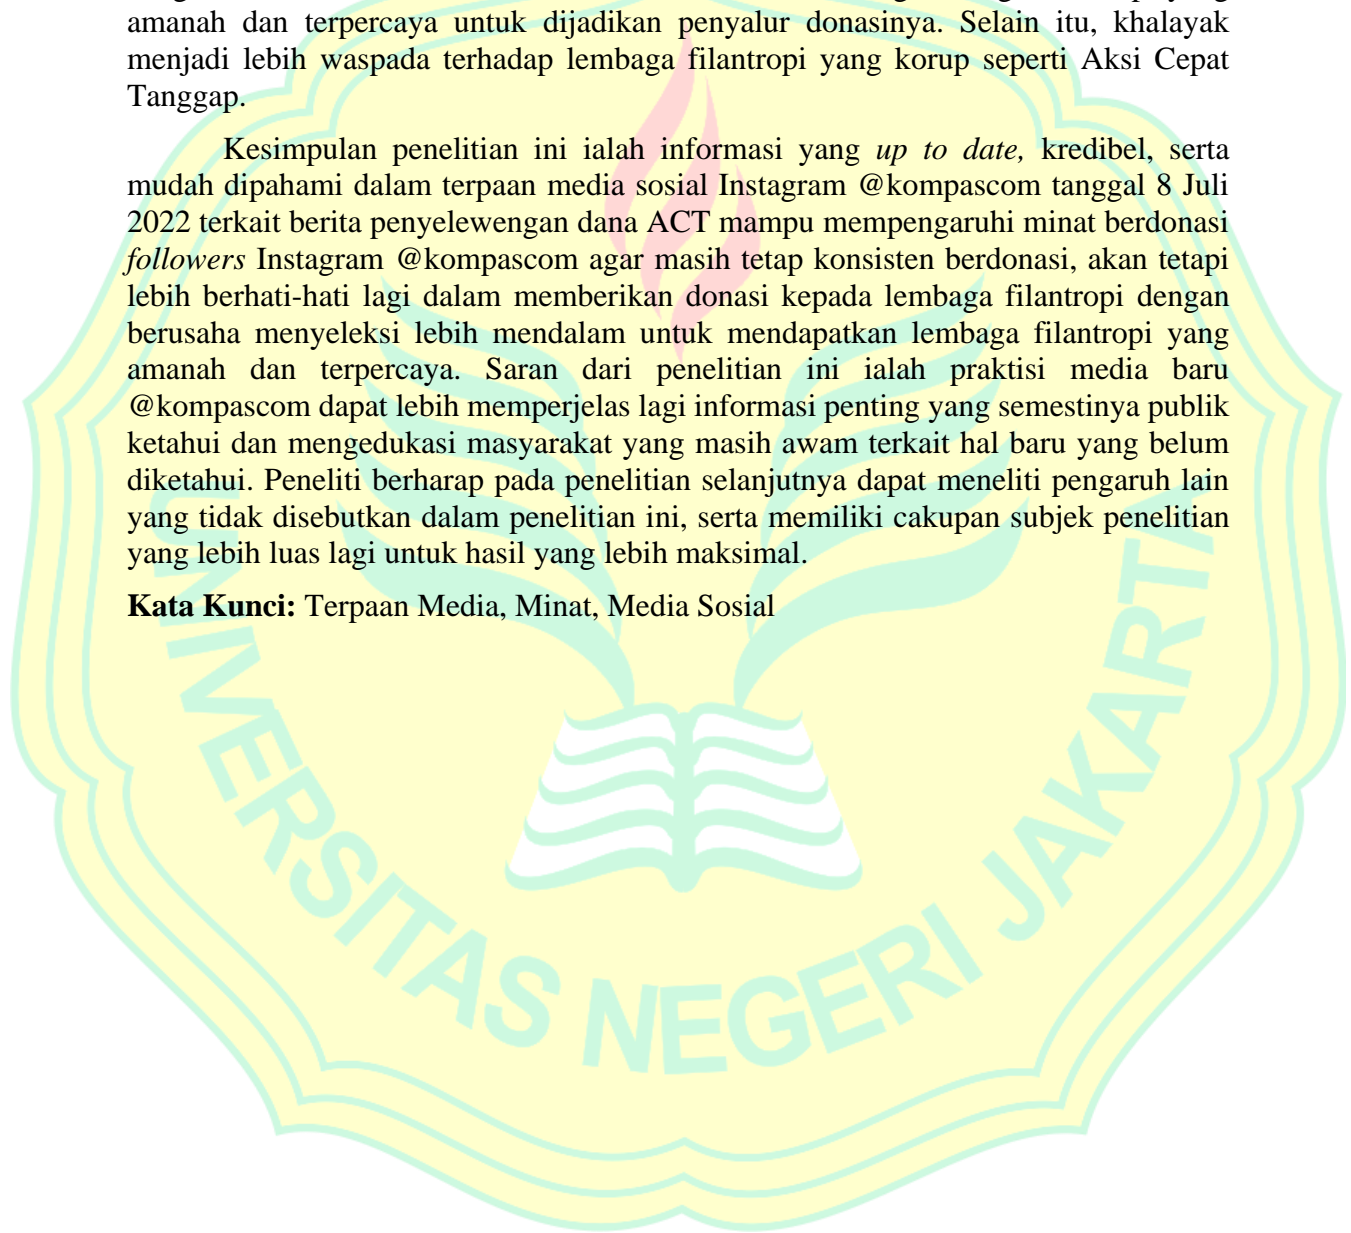 amanah dan terpercaya untuk dijadikan penyalur donasinya. Selain itu, khalayak
menjadi lebih waspada terhadap lembaga filantropi yang korup seperti Aksi Cepat
Tanggap.
Kesimpulan penelitian ini ialah informasi yang up to date, kredibel, serta
mudah dipahami dalam terpaan media sosial Instagram @kompascom tanggal 8 Juli
2022 terkait berita penyelewengan dana ACT mampu mempengaruhi minat berdonasi
followers Instagram @kompascom agar masih tetap konsisten berdonasi, akan tetapi
lebih berhati-hati lagi dalam memberikan donasi kepada lembaga filantropi dengan
berusaha menyeleksi lebih mendalam untuk mendapatkan lembaga filantropi yang
amanah dan terpercaya. Saran dari penelitian ini ialah praktisi media baru
@kompascom dapat lebih memperjelas lagi informasi penting yang semestinya publik
ketahui dan mengedukasi masyarakat yang masih awam terkait hal baru yang belum
diketahui. Peneliti berharap pada penelitian selanjutnya dapat meneliti pengaruh lain
yang tidak disebutkan dalam penelitian ini, serta memiliki cakupan subjek penelitian
yang lebih luas lagi untuk hasil yang lebih maksimal.
Kata Kunci: Terpaan Media, Minat, Media Sosial
UNIVERSITAS NEGERI JAKARTA